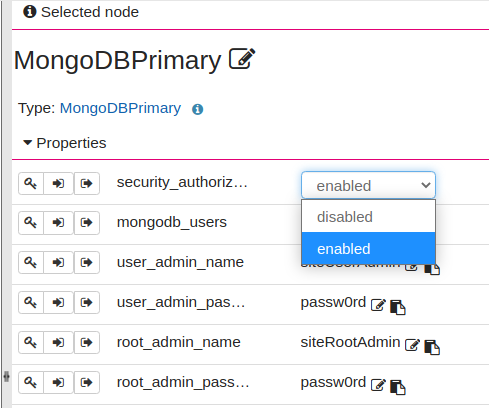 Selected node
MongoDBPrimary
Type: MongoDBPrimary
Properties
security_authoriz... enabled
disabled
mongodb_users
enabled
user_admin_name siteUserAdmin
user_admin_pas... passw0rd
root_admin_name siteRootAdmin
root_admin_pass... passw0rd